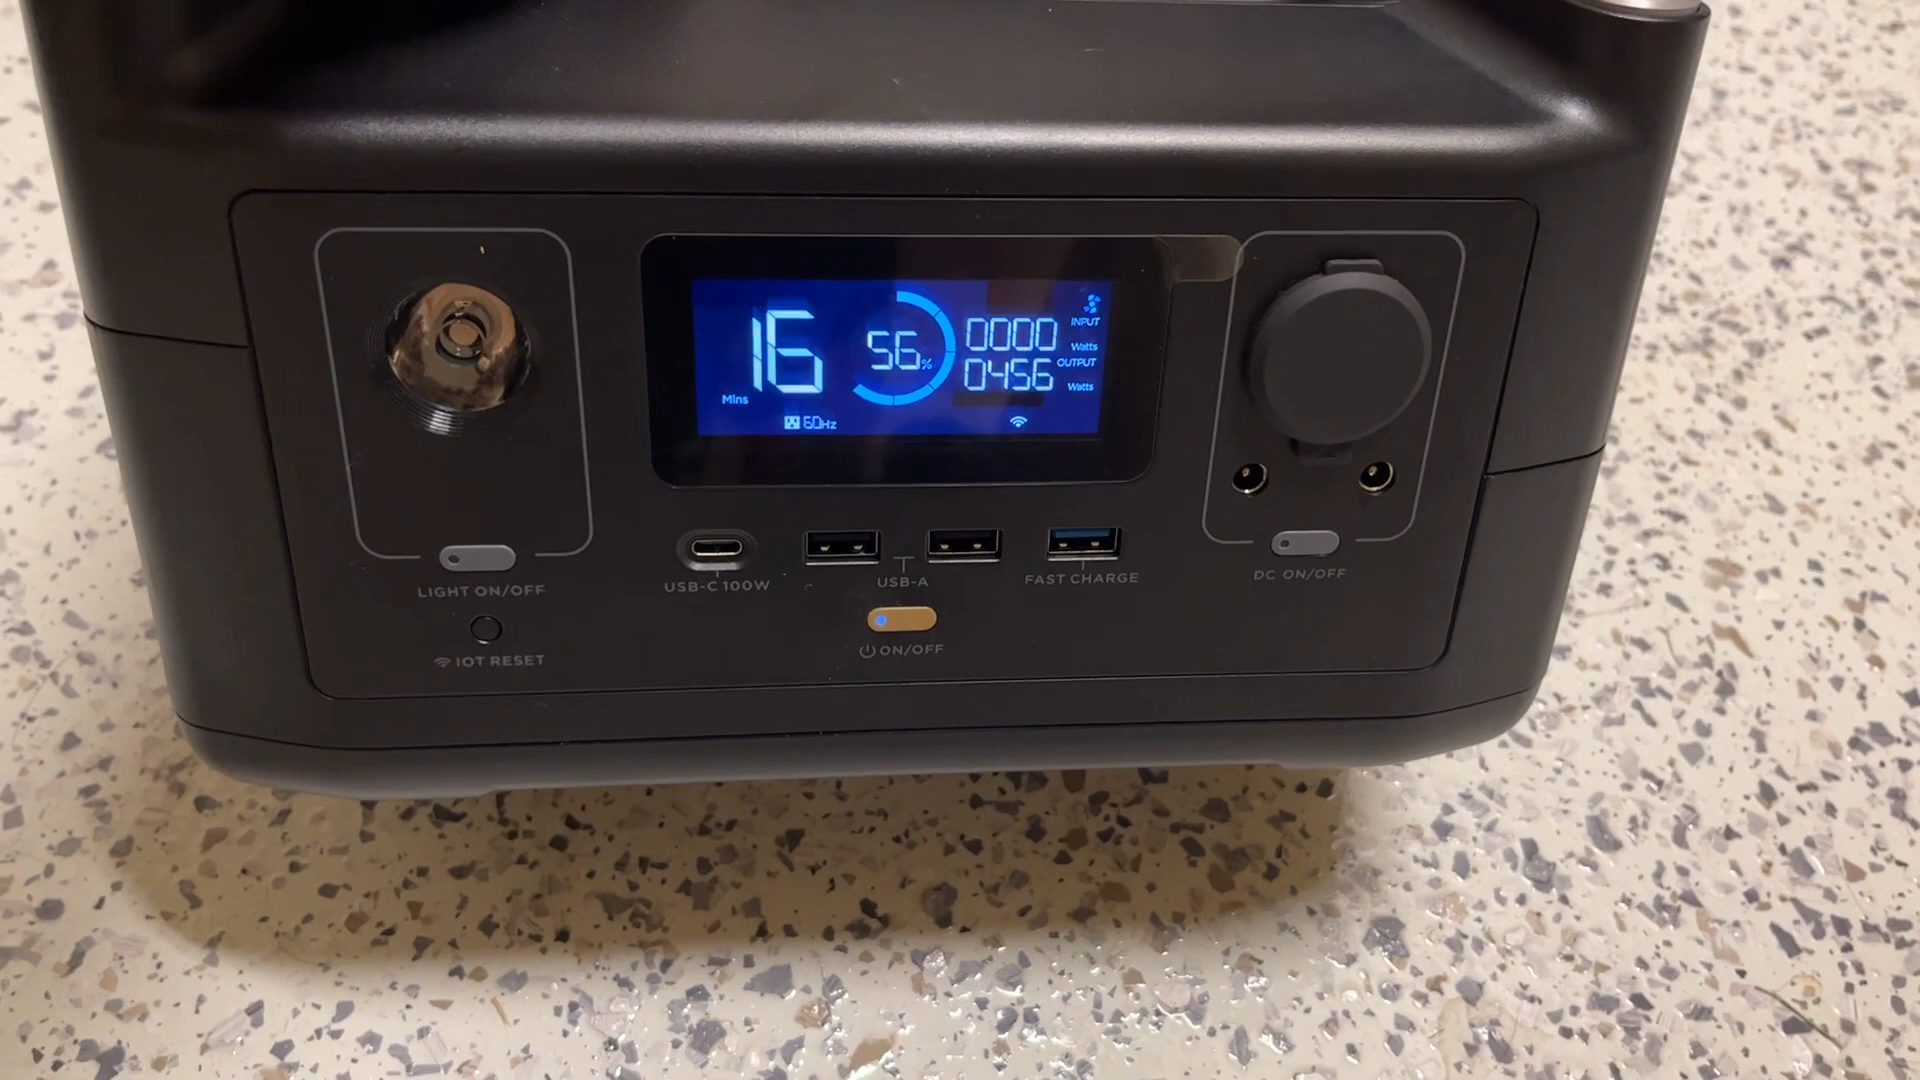 16
Mins
56%
0000
INPUT
Watts
0456
OUTPUT
Watts
60Hz
LIGHT ON/OFF
IOT RESET
USB-C 100W
USB-A
FAST CHARGE
ON/OFF
DC ON/OFF